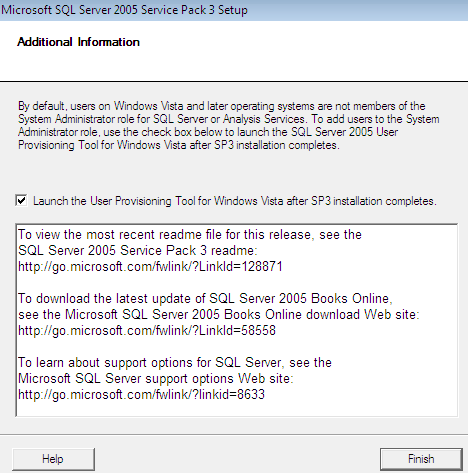 Microsoft SQL Server 2005 Service Pack 3 Setup
Additional Information
By default, users on Windows Vista and later operating systems are not members of the
System Administrator role for SQL Server or Analysis Services. To add users to the System
Administrator role, use the check box below to launch the SQL Server 2005 User
Provisioning Tool for Windows Vista after SP3 installation completes.
Launch the User Provisioning Tool for Windows Vista after SP3 installation completes.
To view the most recent readme file for this release, see the
SQL Server 2005 Service Pack 3 readme:
http://go.microsoft.com/fwlink/?LinkId=128871
To download the latest update of SQL Server 2005 Books Online,
see the Microsoft SQL Server 2005 Books Online download Web site:
http://go.microsoft.com/fwlink/?LinkId=58558
To learn about support options for SQL Server, see the
Microsoft SQL Server support options Web site:
http://go.microsoft.com/fwlink/?linkid=8633
Help
Finish